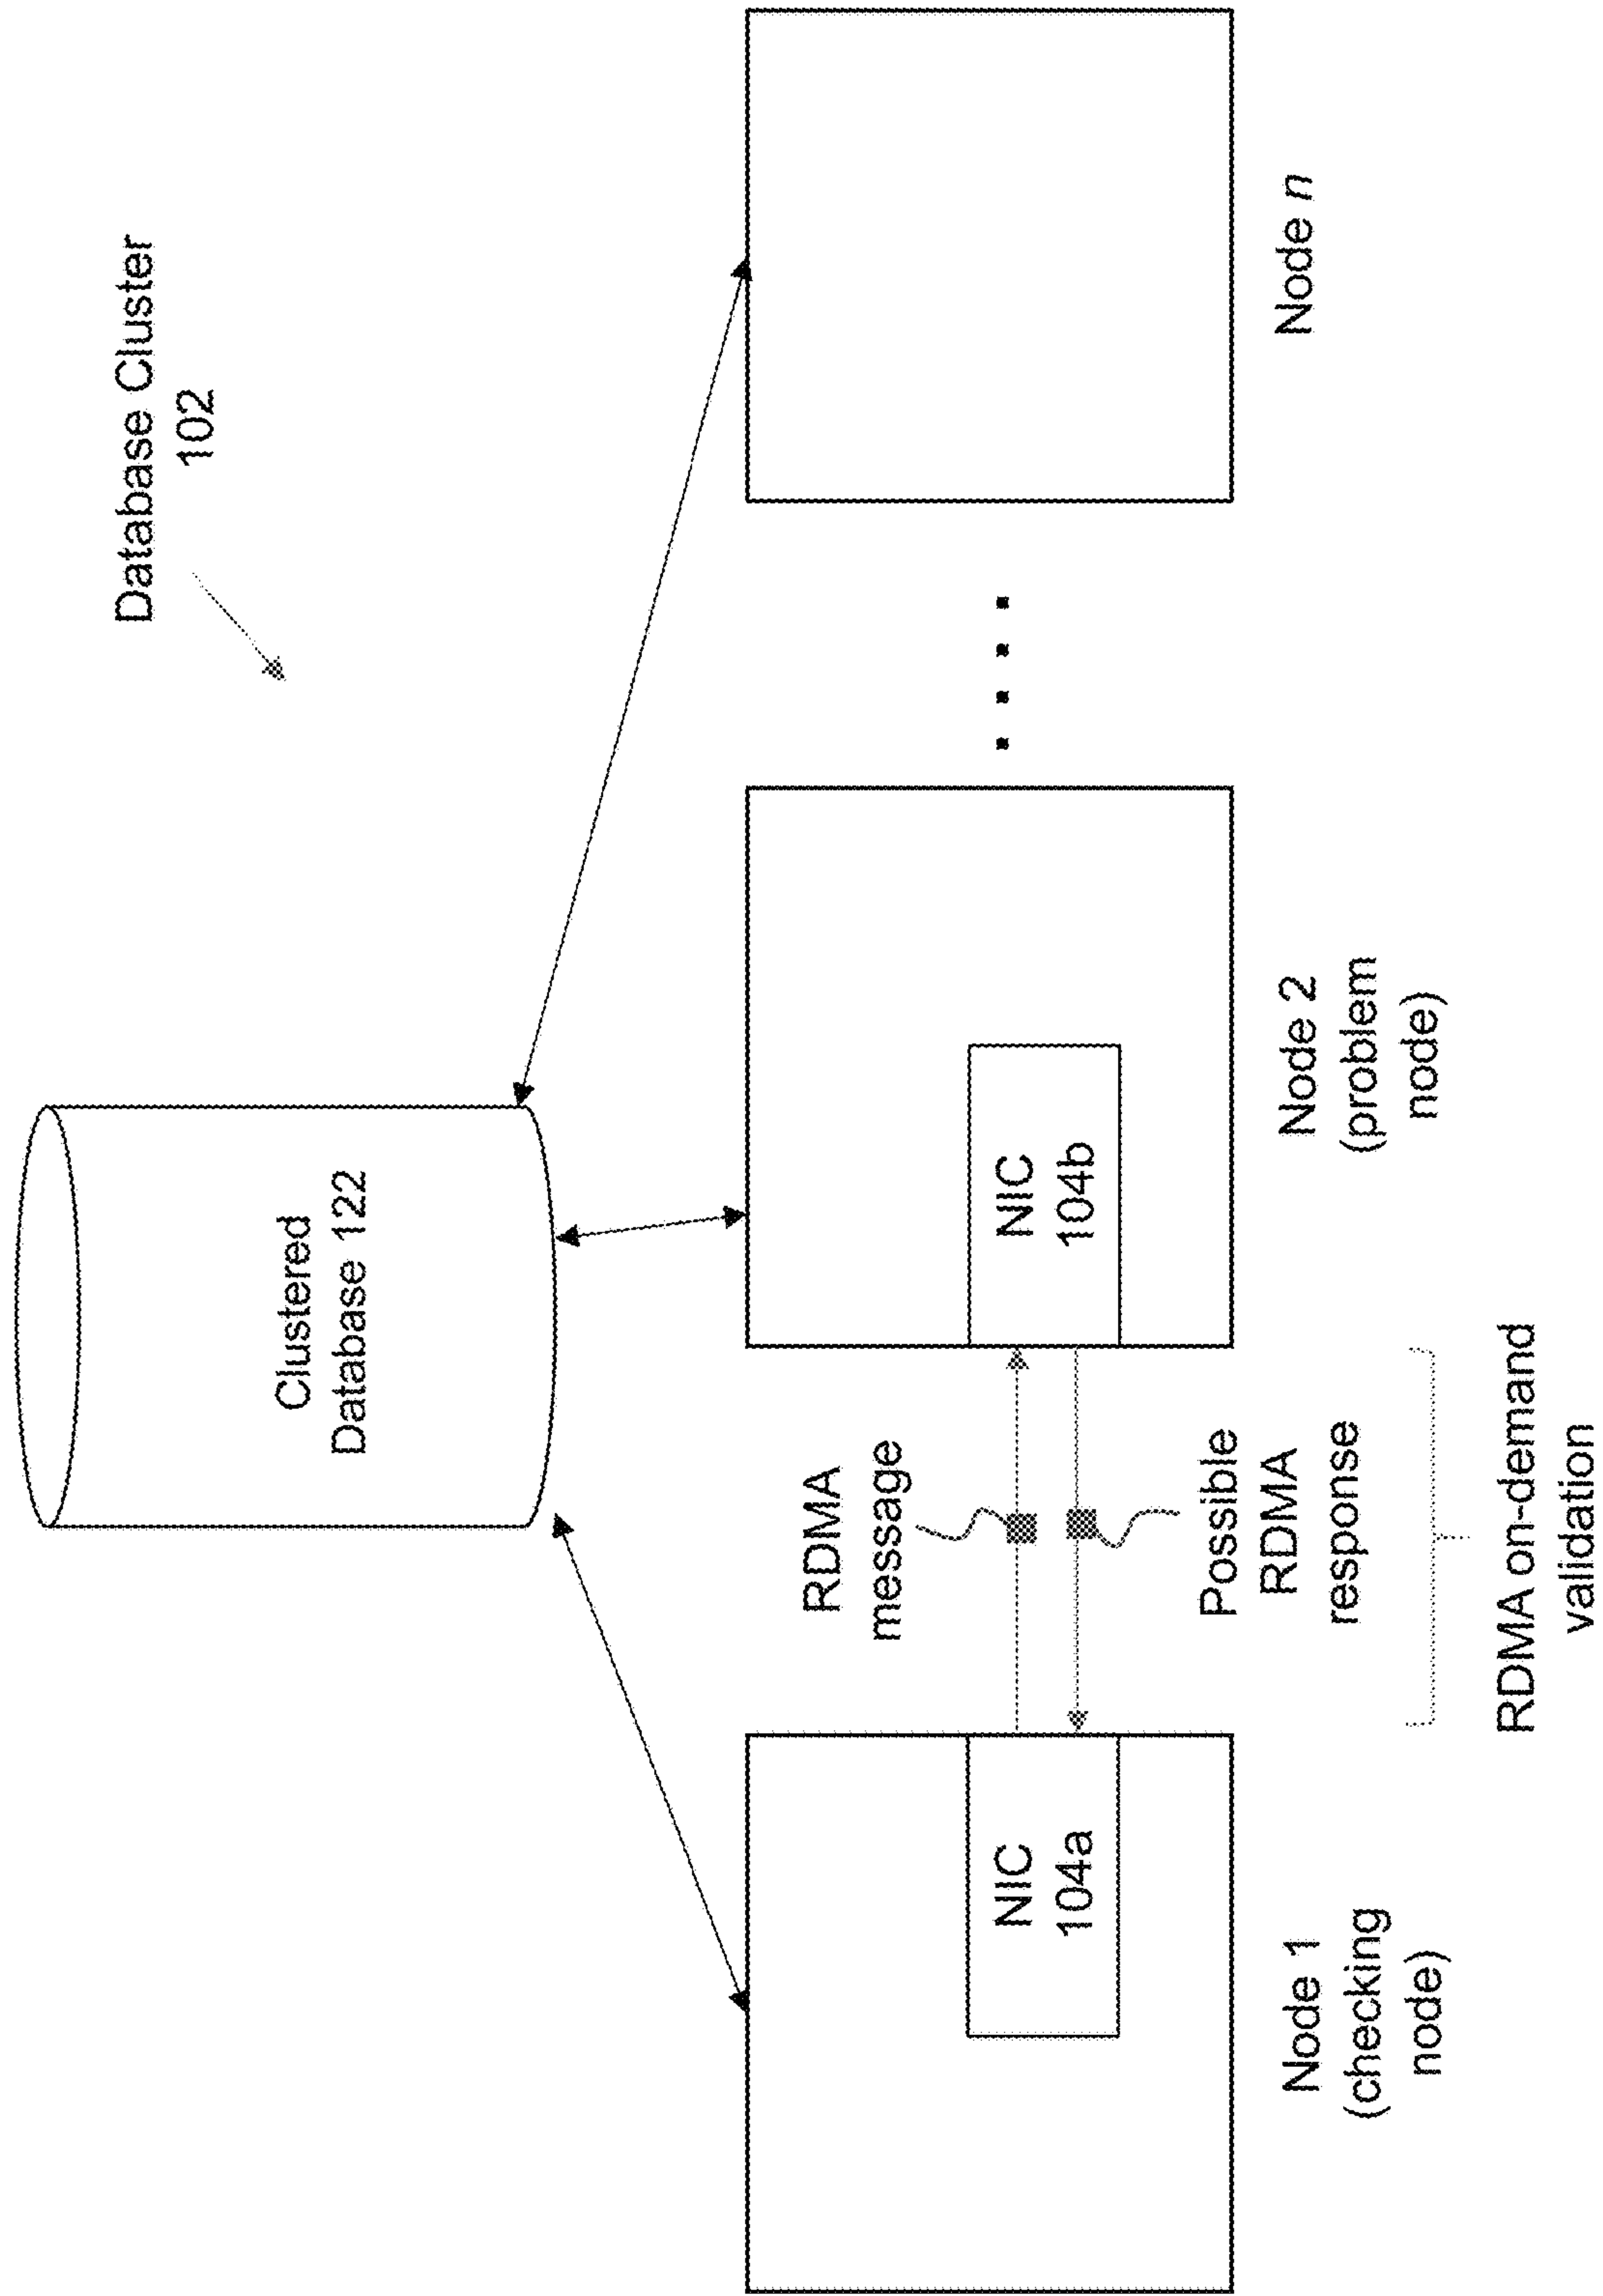 Database Cluster
102
Clustered
Database 122
RDMA
message
Possible
RDMA
response
NIC
104a
NIC
104b
Node 1
(checking
node)
Node 2
(problem
node)
Node n
RDMA on-demand
validation